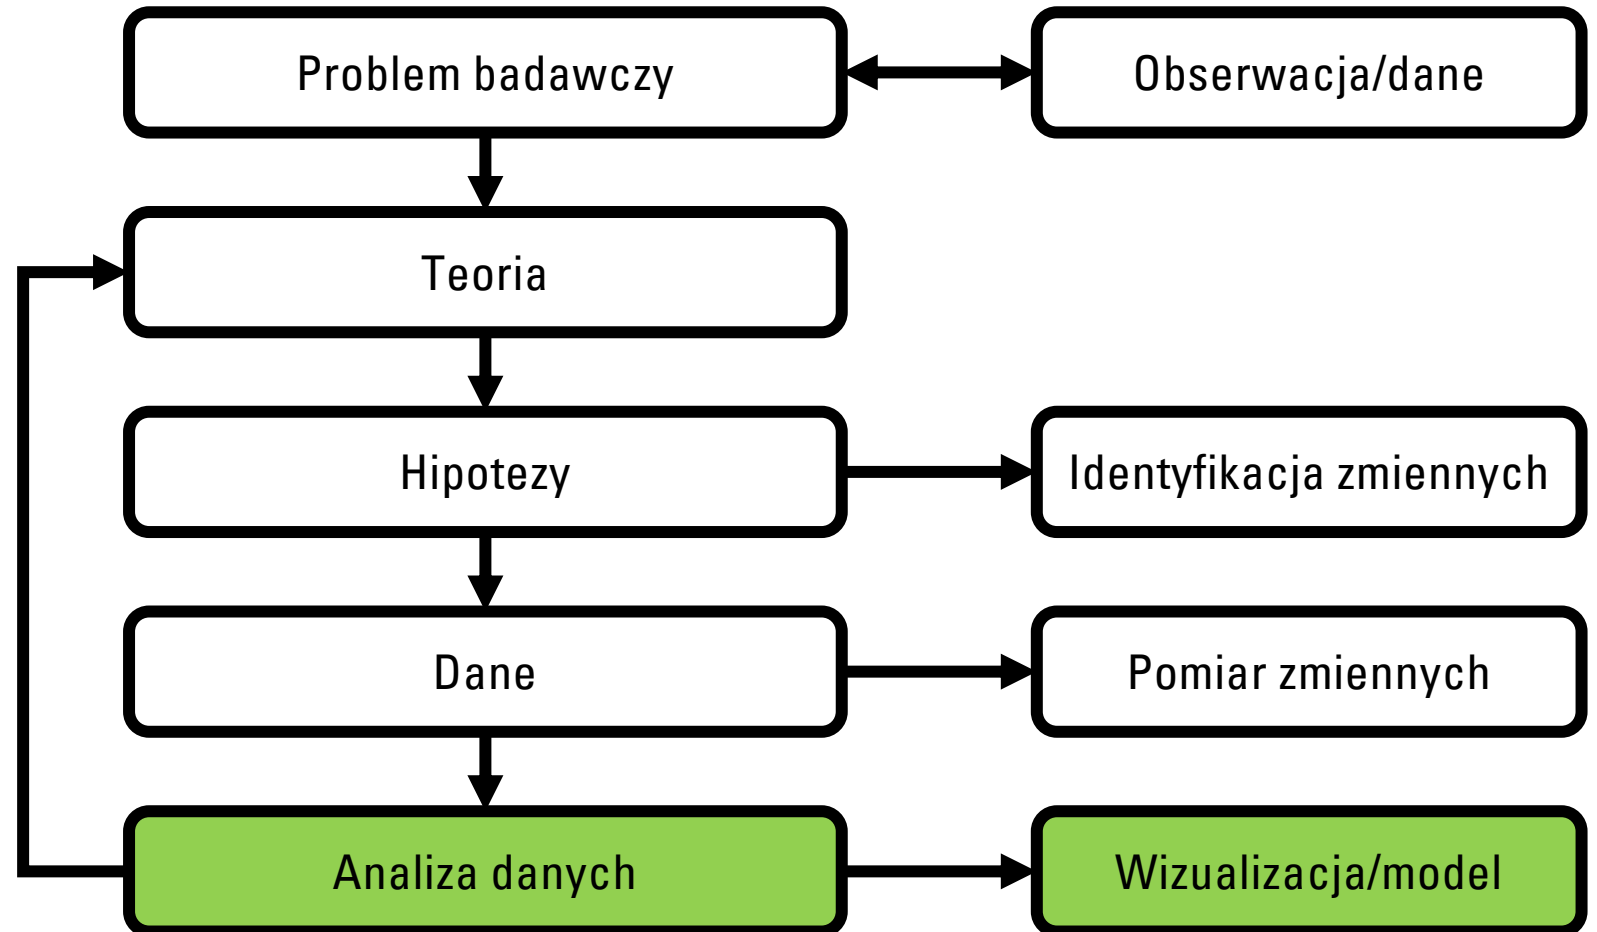 Problem badawczy
Obserwacja/dane
Teoria
Hipotezy
Identyfikacja zmiennych
Dane
Pomiar zmiennych
Analiza danych
Wizualizacja/model